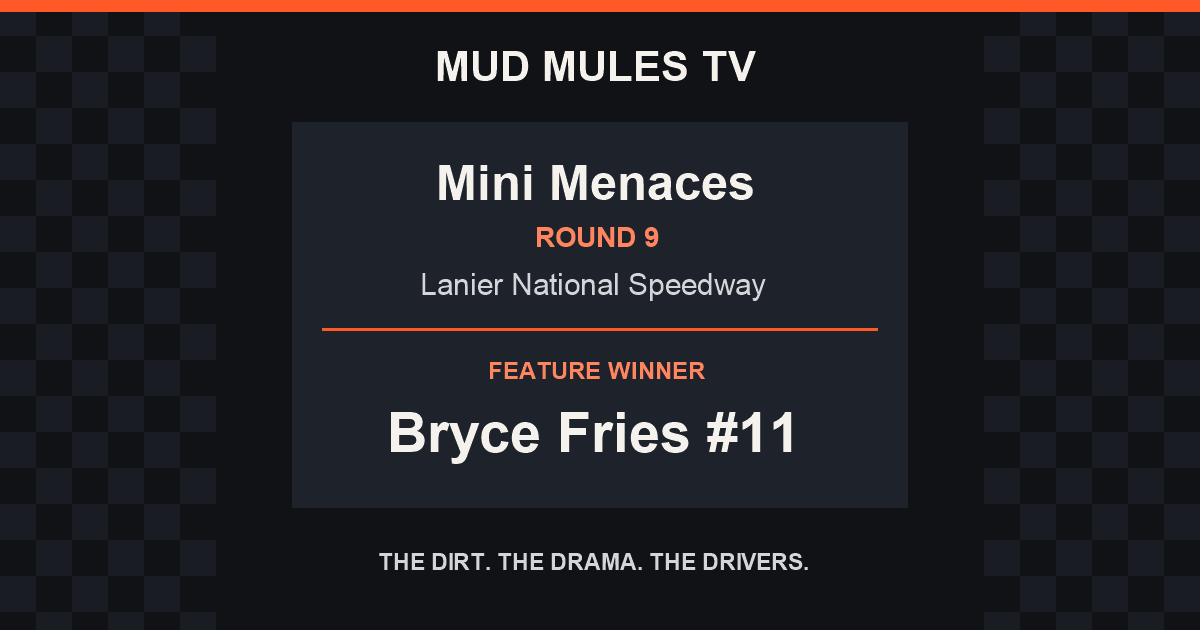 MUD MULES TV
Mini Menaces
ROUND 9
Lanier National Speedway
FEATURE WINNER
Bryce Fries #11
THE DIRT. THE DRAMA. THE DRIVERS.